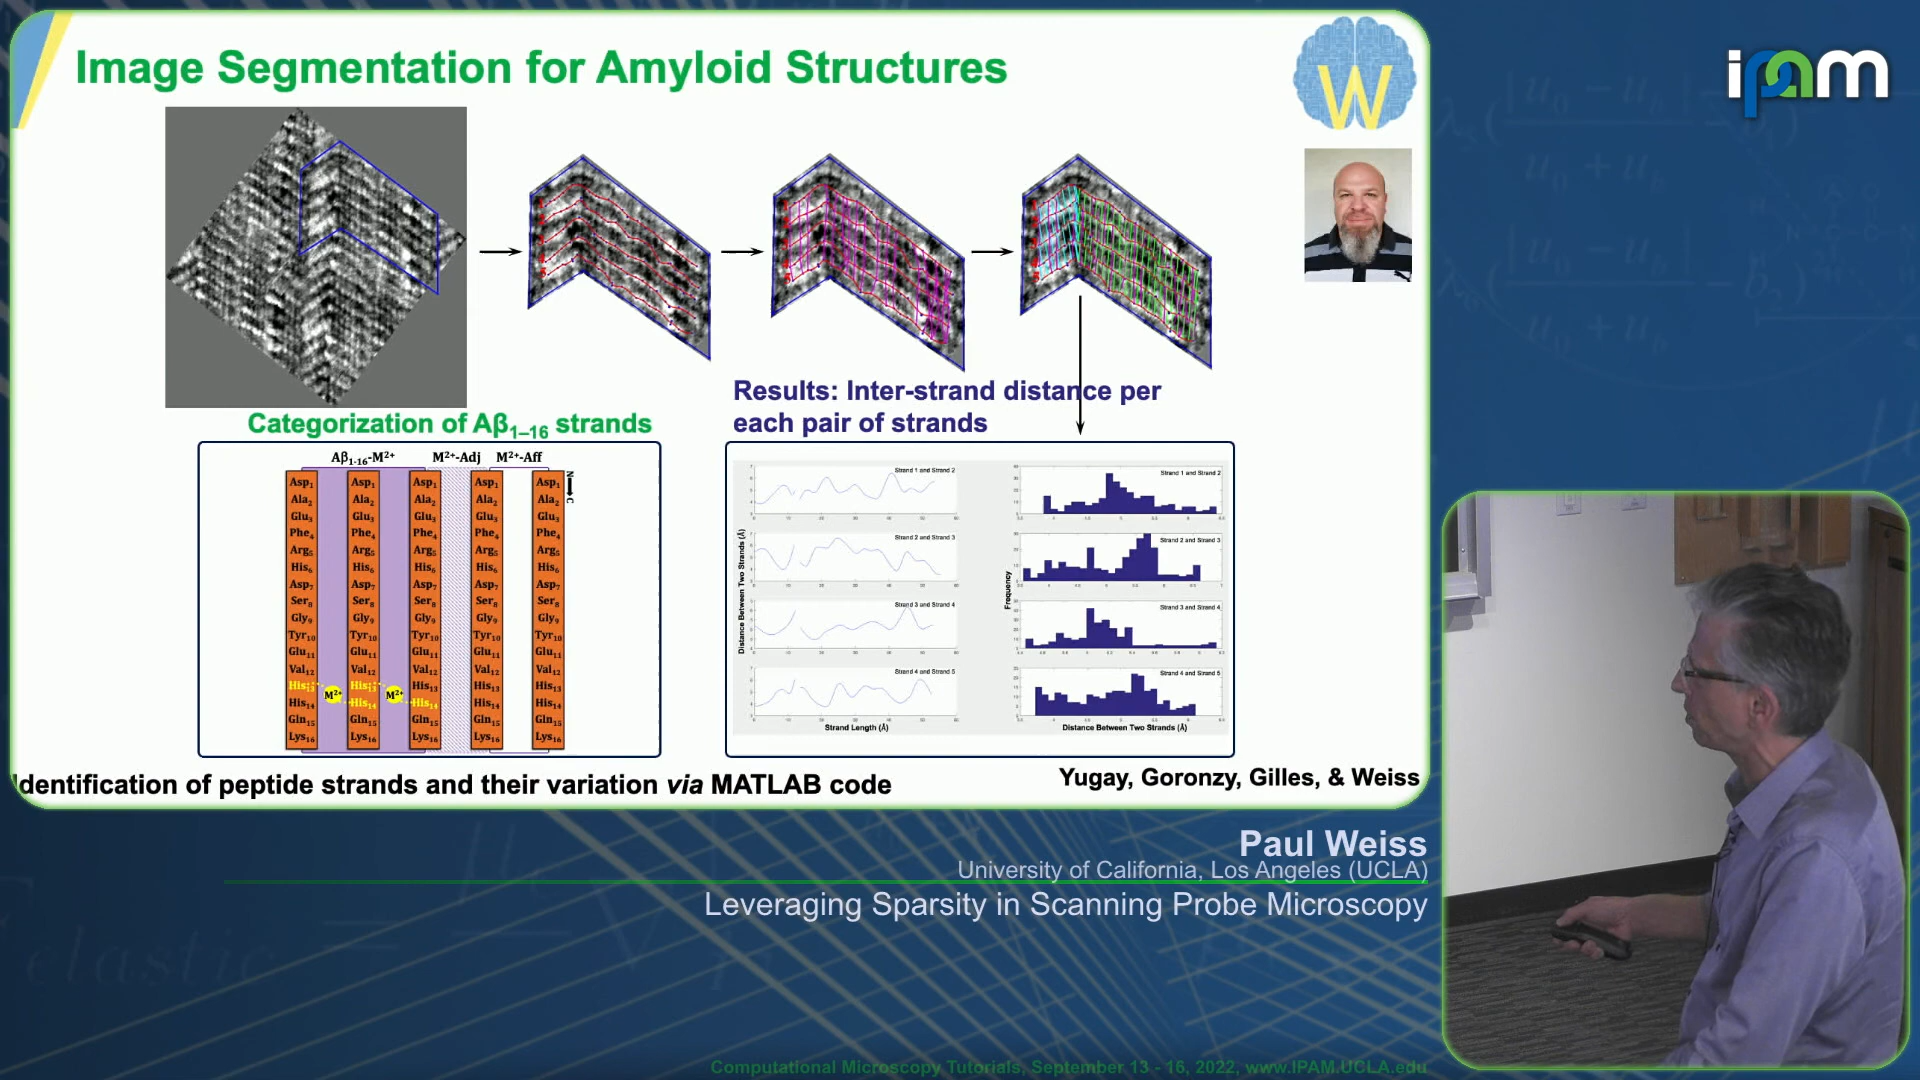 Image Segmentation for Amyloid Structures
W
ipam
1
2
3
4
5
Results: Inter-strand distance per
each pair of strands
Categorization of Aβ₁₋₁₆ strands
Aβ₁₋₁₆-M²⁺ M²⁺-Adj M²⁺-Aff
N
C
Asp₁ Asp₁ Asp₁ Asp₁ Asp₁
Ala₂ Ala₂ Ala₂ Ala₂ Ala₂
Glu₃ Glu₃ Glu₃ Glu₃ Glu₃
Phe₄ Phe₄ Phe₄ Phe₄ Phe₄
Arg₅ Arg₅ Arg₅ Arg₅ Arg₅
His₆ His₆ His₆ His₆ His₆
Asp₇ Asp₇ Asp₇ Asp₇ Asp₇
Ser₈ Ser₈ Ser₈ Ser₈ Ser₈
Gly₉ Gly₉ Gly₉ Gly₉ Gly₉
Tyr₁₀ Tyr₁₀ Tyr₁₀ Tyr₁₀ Tyr₁₀
Glu₁₁ Glu₁₁ Glu₁₁ Glu₁₁ Glu₁₁
Val₁₂ Val₁₂ Val₁₂ Val₁₂ Val₁₂
His₁₃ M²⁺ His₁₃ M²⁺ His₁₃ His₁₃ His₁₃
His₁₄ His₁₄ His₁₄ His₁₄ His₁₄
Gln₁₅ Gln₁₅ Gln₁₅ Gln₁₅ Gln₁₅
Lys₁₆ Lys₁₆ Lys₁₆ Lys₁₆ Lys₁₆
Strand 1 and Strand 2
Strand 2 and Strand 3
Strand 3 and Strand 4
Strand 4 and Strand 5
Distance Between Two Strands (Å)
Strand Length (Å)
Strand 1 and Strand 2
Strand 2 and Strand 3
Strand 3 and Strand 4
Strand 4 and Strand 5
Frequency
Distance Between Two Strands (Å)
Identification of peptide strands and their variation via MATLAB code
Yugay, Goronzy, Gilles, & Weiss
Paul Weiss
University of California, Los Angeles (UCLA)
Leveraging Sparsity in Scanning Probe Microscopy
Computational Microscopy Tutorials, September 13 - 16, 2022, www.IPAM.UCLA.edu